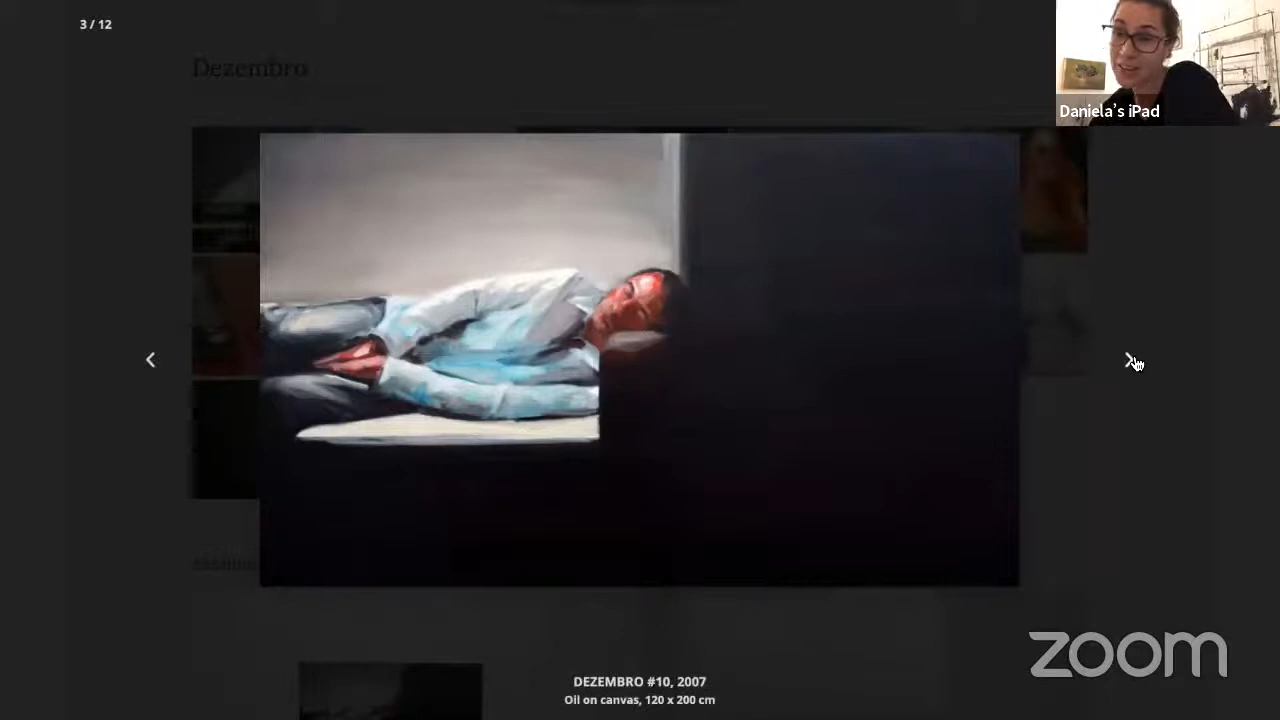 3 / 12
Dezembro
Daniela's iPad
zoom
DEZEMBRO #10, 2007
Oil on canvas, 120 x 200 cm